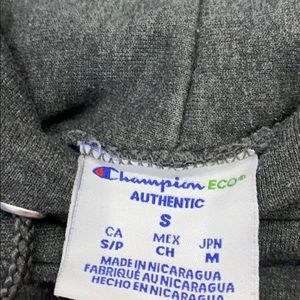 Champion ECO®
AUTHENTIC
S
CA MEX JPN
S/P CH M
MADE IN NICARAGUA
FABRIQUÉ AU NICARAGUA
HECHO EN NICARAGUA